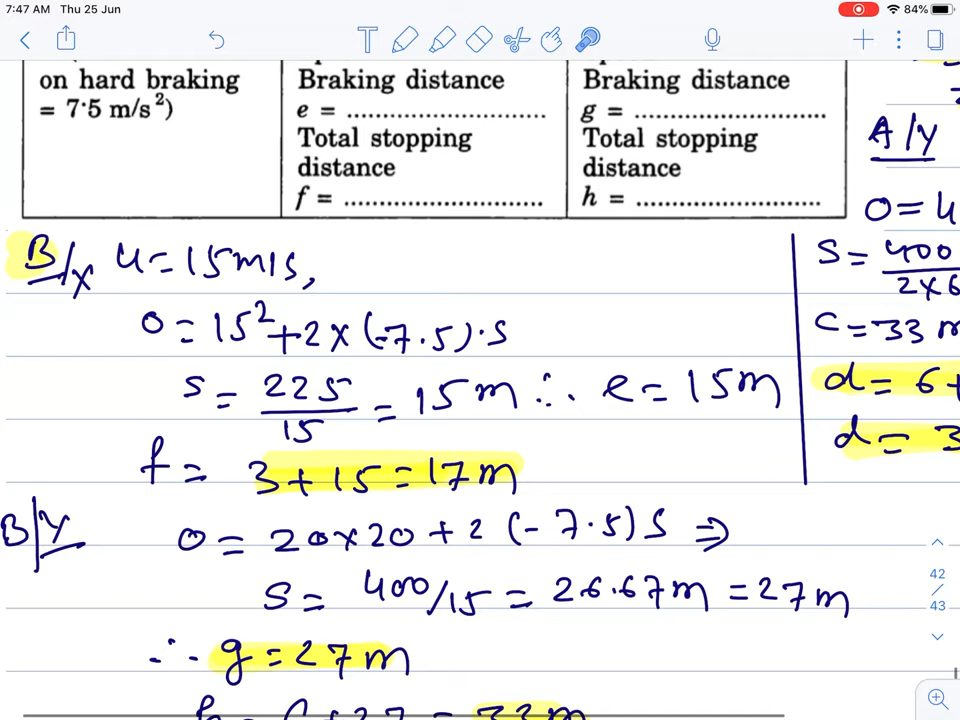 7:47 AM Thu 25 Jun
84%
T
on hard braking
= 7·5 m/s²)
Braking distance
e = ..............................
Total stopping
distance
f = ..............................
Braking distance
g = ..............................
Total stopping
distance
h = ..............................
A/Y
0 = 4
S = 400
2×6
C = 33 m
d = 6+
d = 3
B/X u = 15 m/s,
0 = 15² + 2 × (-7.5).s
s = 225/15 = 15 m ∴ e = 15 m
f = 3 + 15 = 17 m
B/Y 0 = 20×20 + 2 (-7.5) S ⇒
S = 400/15 = 26.67 m = 27 m
∴ g = 27 m
= 33 m
42
/
43